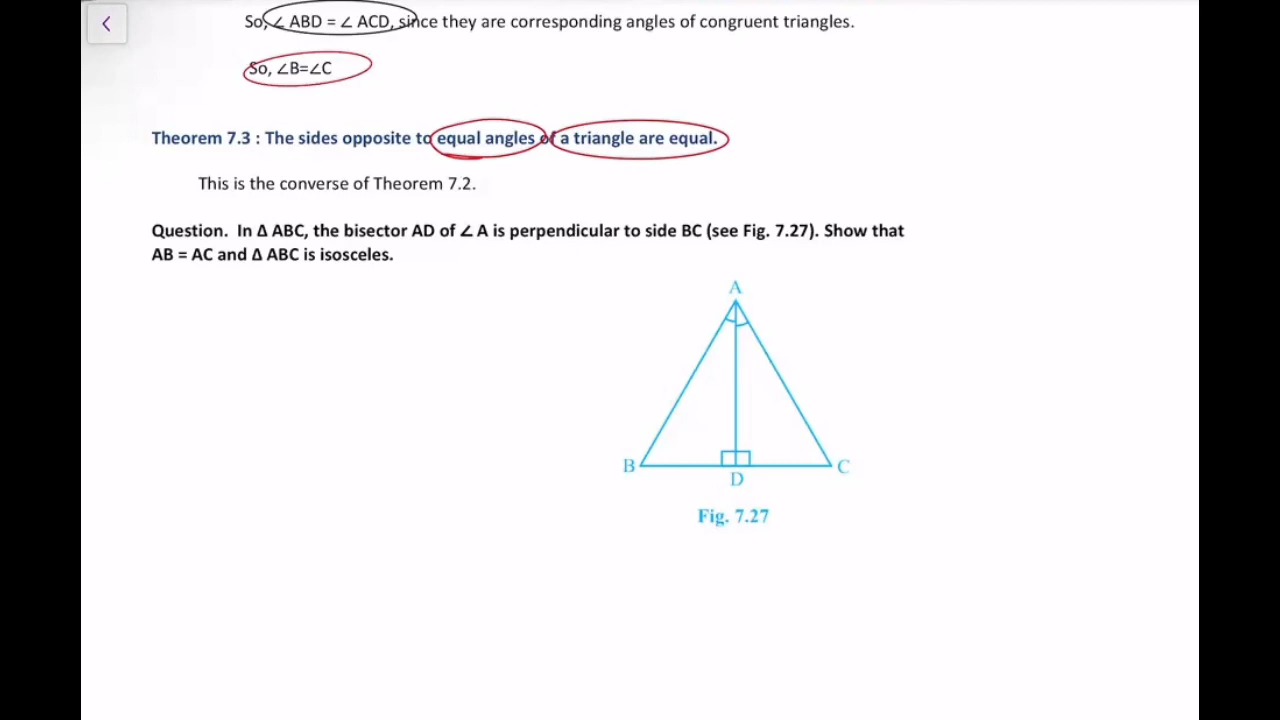 So, ∠ ABD = ∠ ACD, since they are corresponding angles of congruent triangles.
So, ∠B=∠C
Theorem 7.3 : The sides opposite to equal angles of a triangle are equal.
This is the converse of Theorem 7.2.
Question. In Δ ABC, the bisector AD of ∠ A is perpendicular to side BC (see Fig. 7.27). Show that
AB = AC and Δ ABC is isosceles.
A
B
C
D
Fig. 7.27